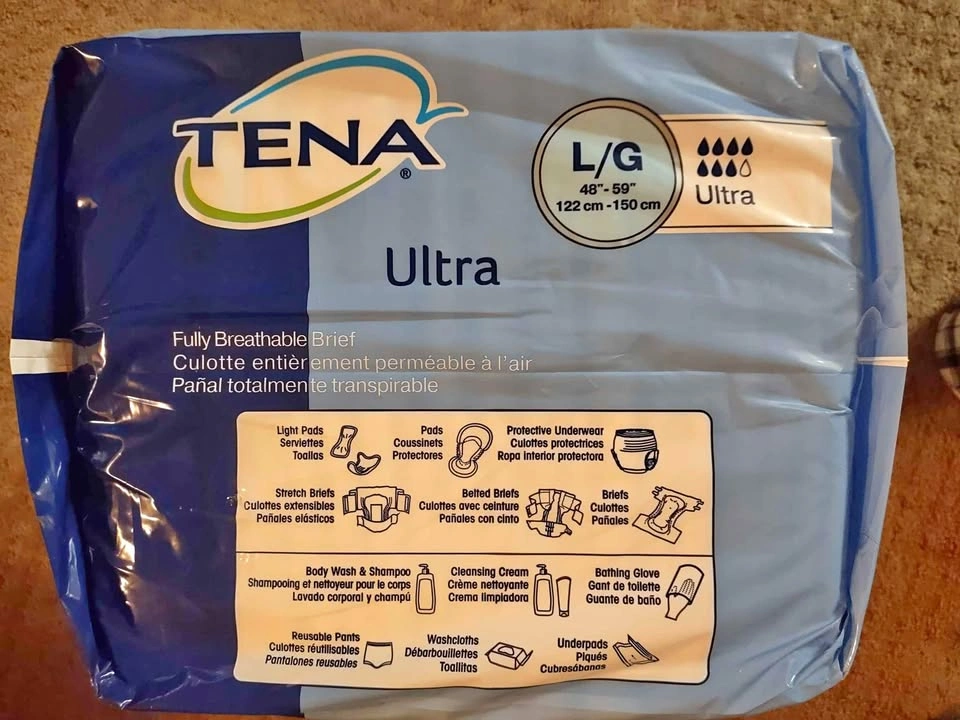 TENA®
L/G
48"- 59"
122 cm -150 cm
Ultra
Ultra
Fully Breathable Brief
Culotte entièrement perméable à l'air
Pañal totalmente transpirable
Light Pads
Serviettes
Toallas
Pads
Coussinets
Protectores
Protective Underwear
Culottes protectrices
Ropa interior protectora
Stretch Briefs
Culottes extensibles
Pañales elásticos
Belted Briefs
Culottes avec ceinture
Pañales con cinto
Briefs
Culottes
Pañales
Body Wash & Shampoo
Shampooing et nettoyeur pour le corps
Lavado corporal y champú
Cleansing Cream
Crème nettoyante
Crema limpiadora
Bathing Glove
Gant de toilette
Guante de baño
Reusable Pants
Culottes réutilisables
Pantalones reusables
Washcloths
Débarbouillettes
Toallitas
Underpads
Piqués
Cubresábanas